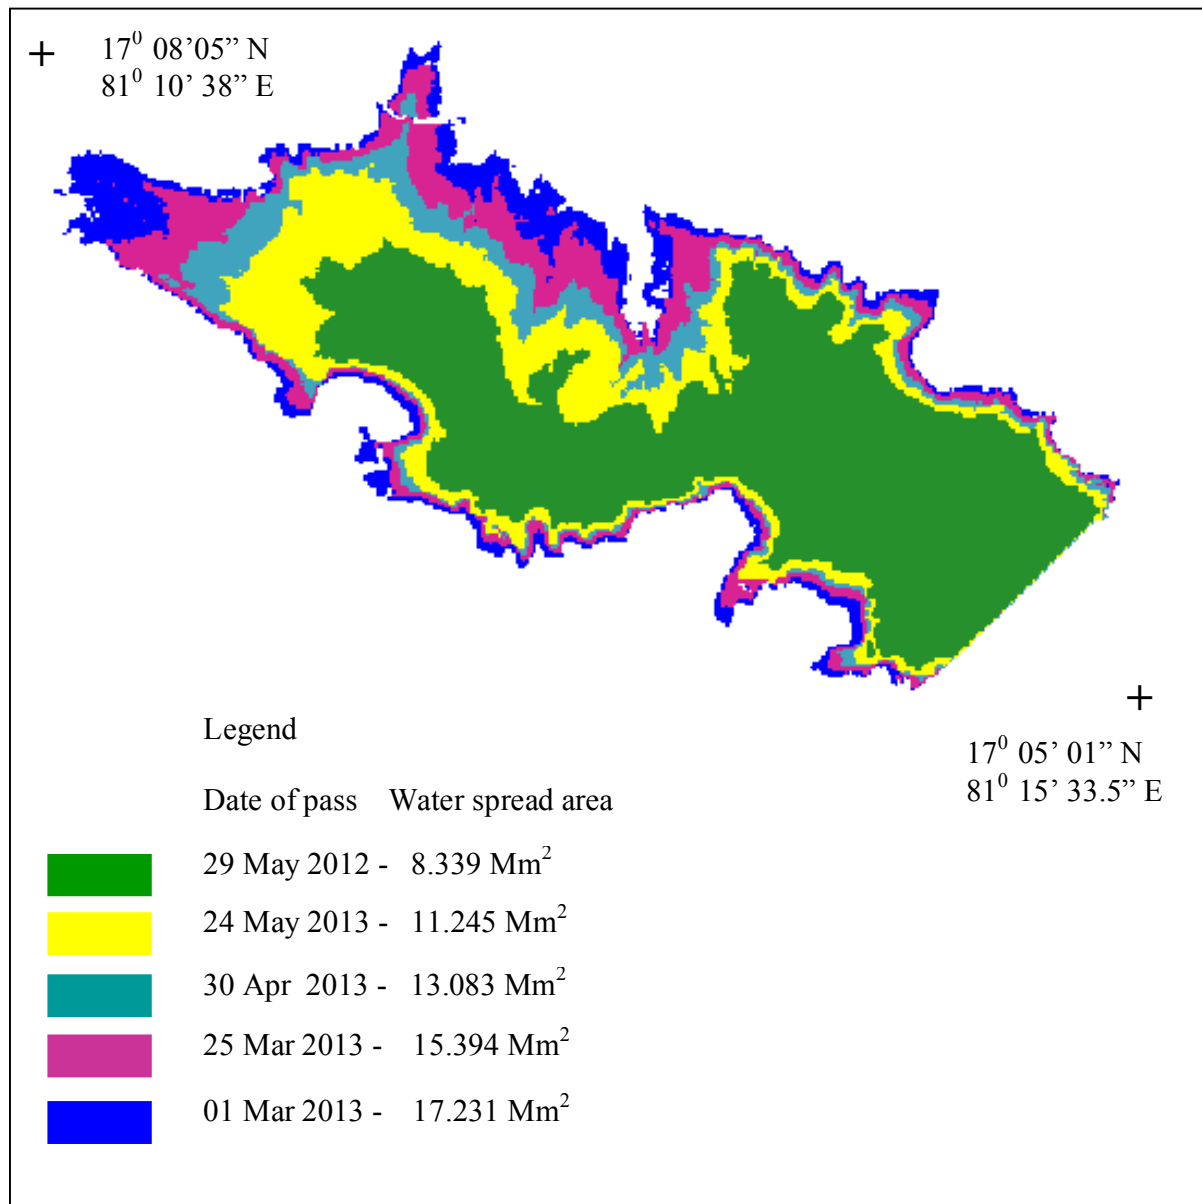 17⁰ 08’05” N
81⁰ 10’ 38” E
17⁰ 05’ 01” N
81⁰ 15’ 33.5” E
Legend
Date of pass Water spread area
29 May 2012 - 8.339 Mm²
24 May 2013 - 11.245 Mm²
30 Apr 2013 - 13.083 Mm²
25 Mar 2013 - 15.394 Mm²
01 Mar 2013 - 17.231 Mm²